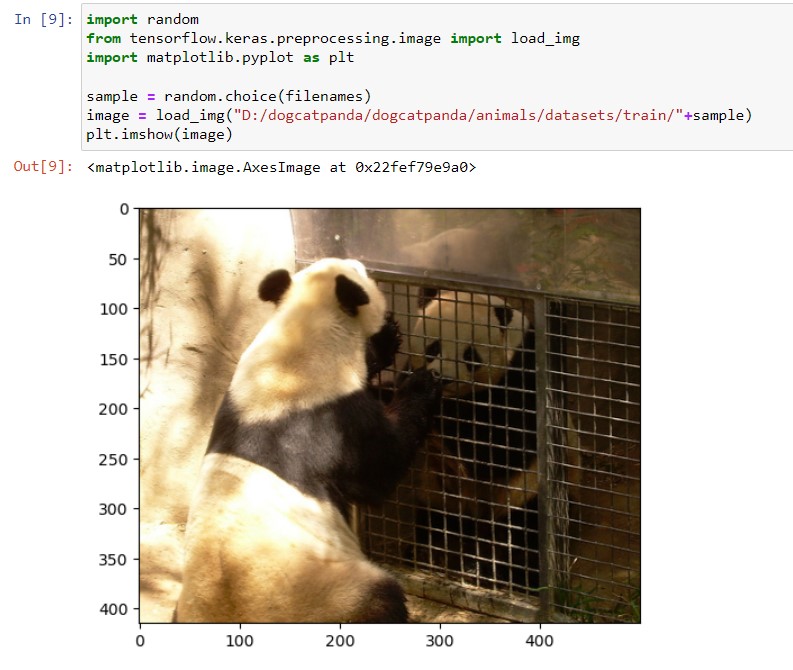 In [9]: import random
from tensorflow.keras.preprocessing.image import load_img
import matplotlib.pyplot as plt
sample = random.choice(filenames)
image = load_img("D:/dogcatpanda/dogcatpanda/animals/datasets/train/"+sample)
plt.imshow(image)
Out[9]: <matplotlib.image.AxesImage at 0x22fef79e9a0>
0
50
100
150
200
250
300
350
400
0 100 200 300 400